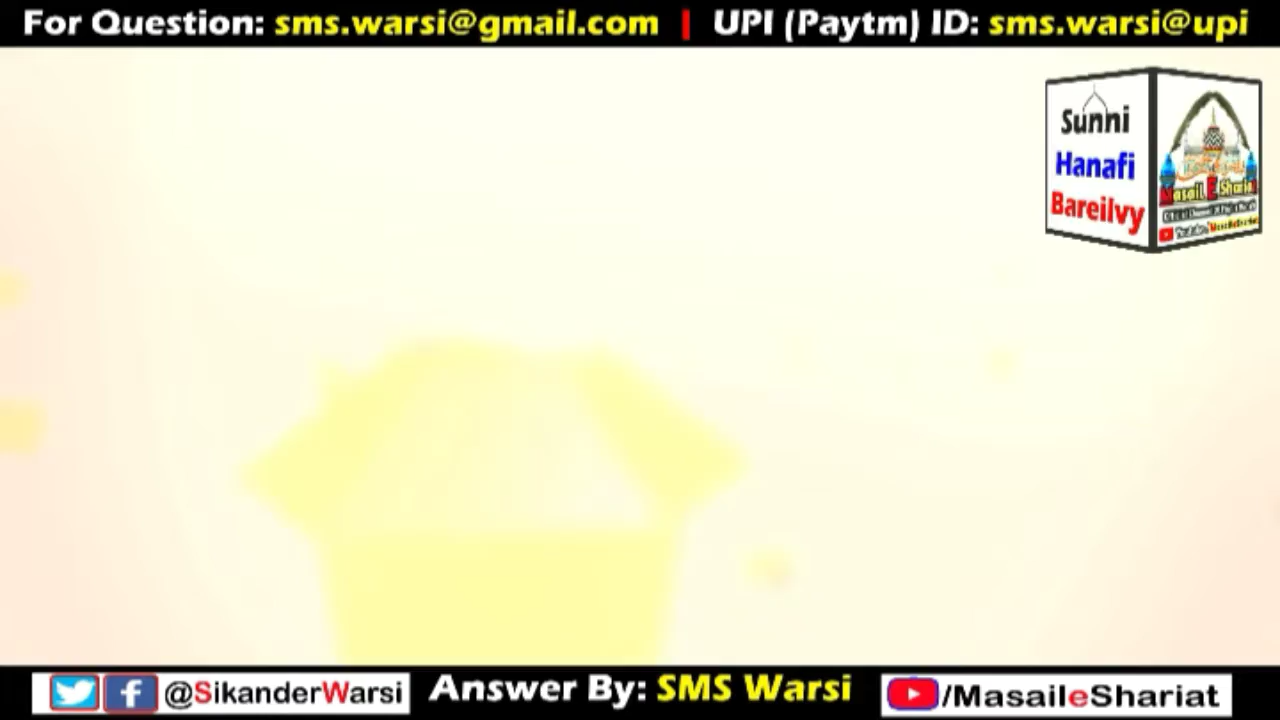 For Question: sms.warsi@gmail.com | UPI (Paytm) ID: sms.warsi@upi
Sunni
Hanafi
Bareilvy
Masail E Shariat
@SikanderWarsi
Answer By: SMS Warsi
/MasaileShariat